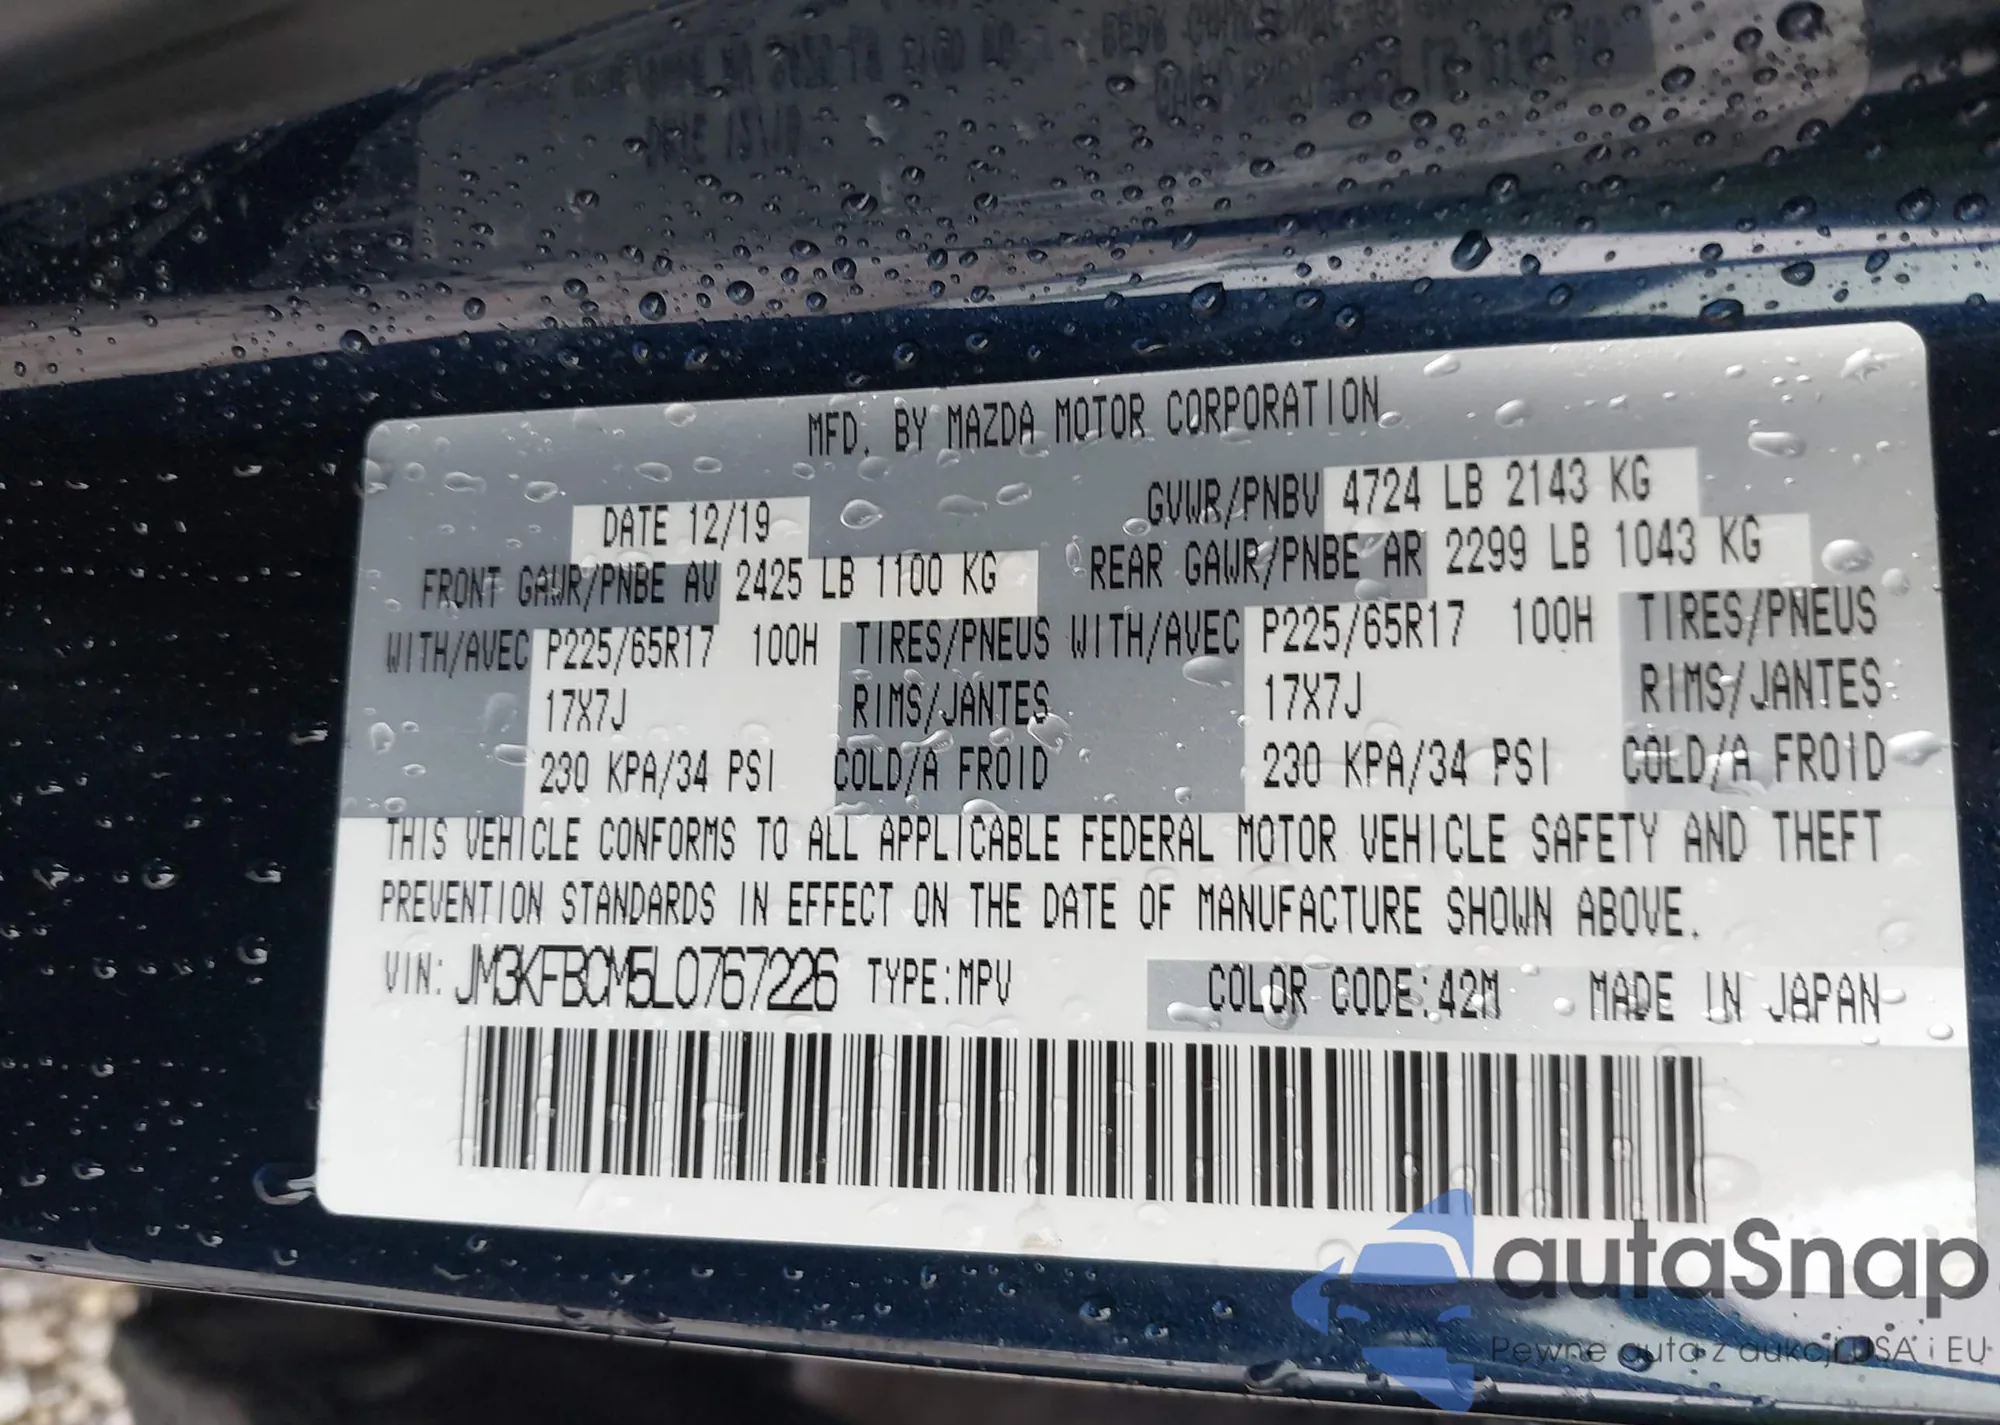 MFD. BY MAZDA MOTOR CORPORATION
DATE 12/19 GVWR/PNBV 4724 LB 2143 KG
FRONT GAWR/PNBE AV 2425 LB 1100 KG REAR GAWR/PNBE AR 2299 LB 1043 KG
WITH/AVEC P225/65R17 100H TIRES/PNEUS WITH/AVEC P225/65R17 100H TIRES/PNEUS
17X7J RIMS/JANTES 17X7J RIMS/JANTES
230 KPA/34 PSI COLD/A FROID 230 KPA/34 PSI COLD/A FROID
THIS VEHICLE CONFORMS TO ALL APPLICABLE FEDERAL MOTOR VEHICLE SAFETY AND THEFT
PREVENTION STANDARDS IN EFFECT ON THE DATE OF MANUFACTURE SHOWN ABOVE.
VIN: JM3KFBCM5L0767226 TYPE:MPV COLOR CODE:42M MADE IN JAPAN
autaSnap
Pewne auta z aukcji USA i EU